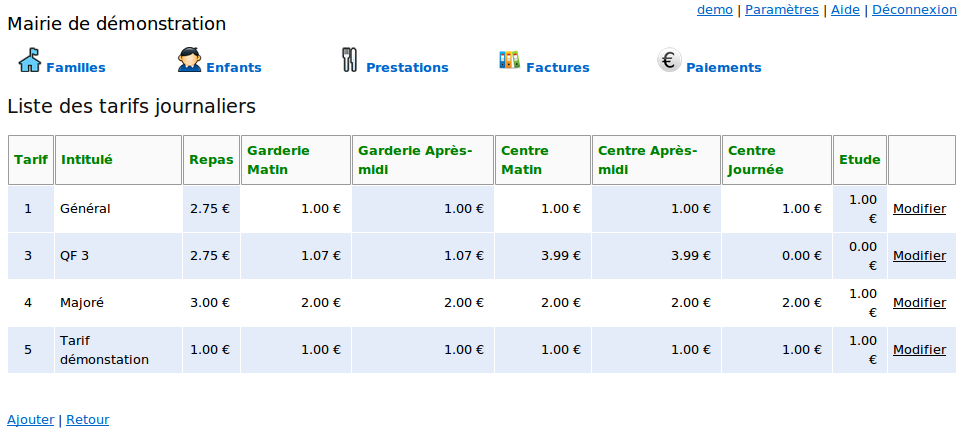 demo | Paramètres | Aide | Déconnexion
Mairie de démonstration
Familles Enfants Prestations Factures Paiements
Liste des tarifs journaliers
Tarif Intitulé Repas Garderie Matin Garderie Après-midi Centre Matin Centre Après-midi Centre Journée Etude
1 Général 2.75 € 1.00 € 1.00 € 1.00 € 1.00 € 1.00 € 1.00 € Modifier
3 QF 3 2.75 € 1.07 € 1.07 € 3.99 € 3.99 € 0.00 € 0.00 € Modifier
4 Majoré 3.00 € 2.00 € 2.00 € 2.00 € 2.00 € 2.00 € 1.00 € Modifier
5 Tarif démonstation 1.00 € 1.00 € 1.00 € 1.00 € 1.00 € 1.00 € 1.00 € Modifier
Ajouter | Retour